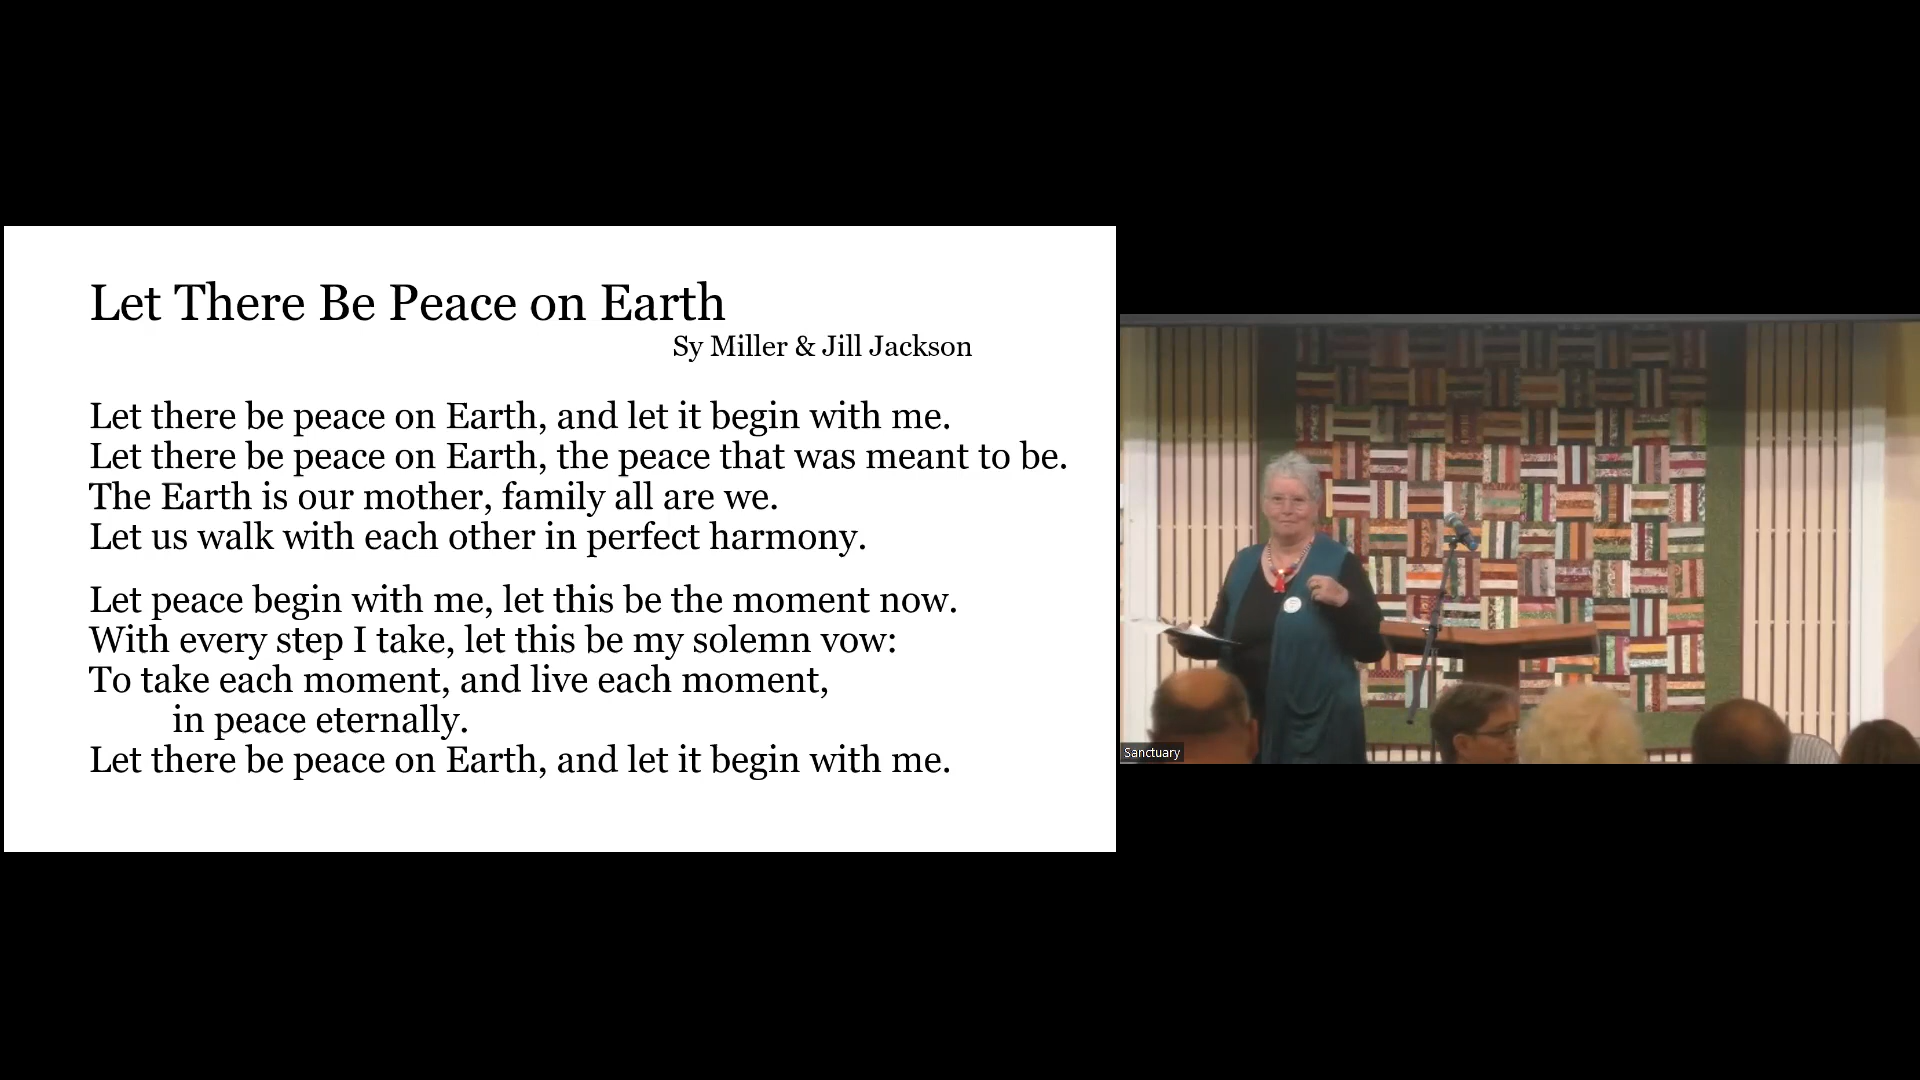 Let There Be Peace on Earth
Sy Miller & Jill Jackson
Let there be peace on Earth, and let it begin with me.
Let there be peace on Earth, the peace that was meant to be.
The Earth is our mother, family all are we.
Let us walk with each other in perfect harmony.
Let peace begin with me, let this be the moment now.
With every step I take, let this be my solemn vow:
To take each moment, and live each moment,
in peace eternally.
Let there be peace on Earth, and let it begin with me.
Sanctuary